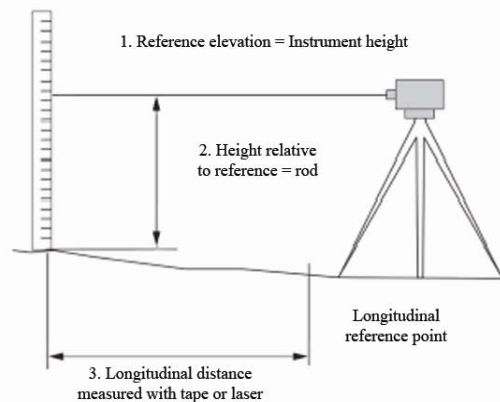 1. Reference elevation = Instrument height
2. Height relative
to reference = rod
Longitudinal
reference point
3. Longitudinal distance
measured with tape or laser